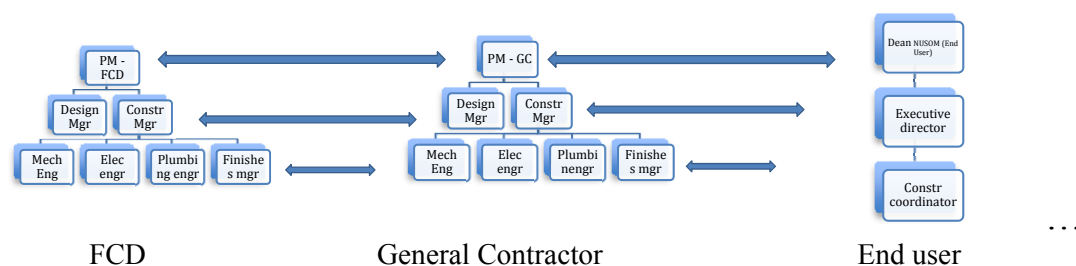 PM -
FCD
Design
Mgr
Constr
Mgr
Mech
Eng
Elec
engr
Plumbi
ng engr
Finishe
s mgr
FCD
PM - GC
Design
Mgr
Constr
Mgr
Mech
Eng
Elec
engr
Plumbi
nengr
Finishe
s mgr
General Contractor
Dean NUSOM (End
User)
Executive
director
Constr
coordinator
End user
...